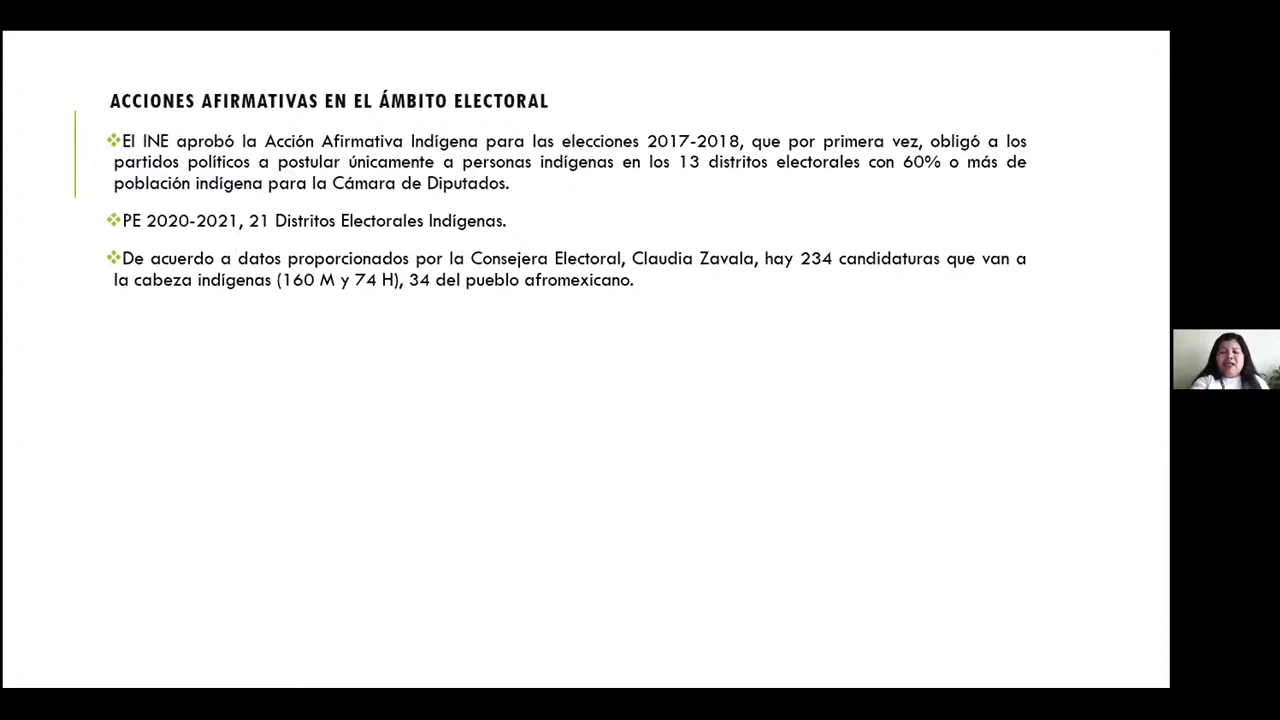 ACCIONES AFIRMATIVAS EN EL ÁMBITO ELECTORAL
El INE aprobó la Acción Afirmativa Indígena para las elecciones 2017-2018, que por primera vez, obligó a los
partidos políticos a postular únicamente a personas indígenas en los 13 distritos electorales con 60% o más de
población indígena para la Cámara de Diputados.
PE 2020-2021, 21 Distritos Electorales Indígenas.
De acuerdo a datos proporcionados por la Consejera Electoral, Claudia Zavala, hay 234 candidaturas que van a
la cabeza indígenas (160 M y 74 H), 34 del pueblo afromexicano.